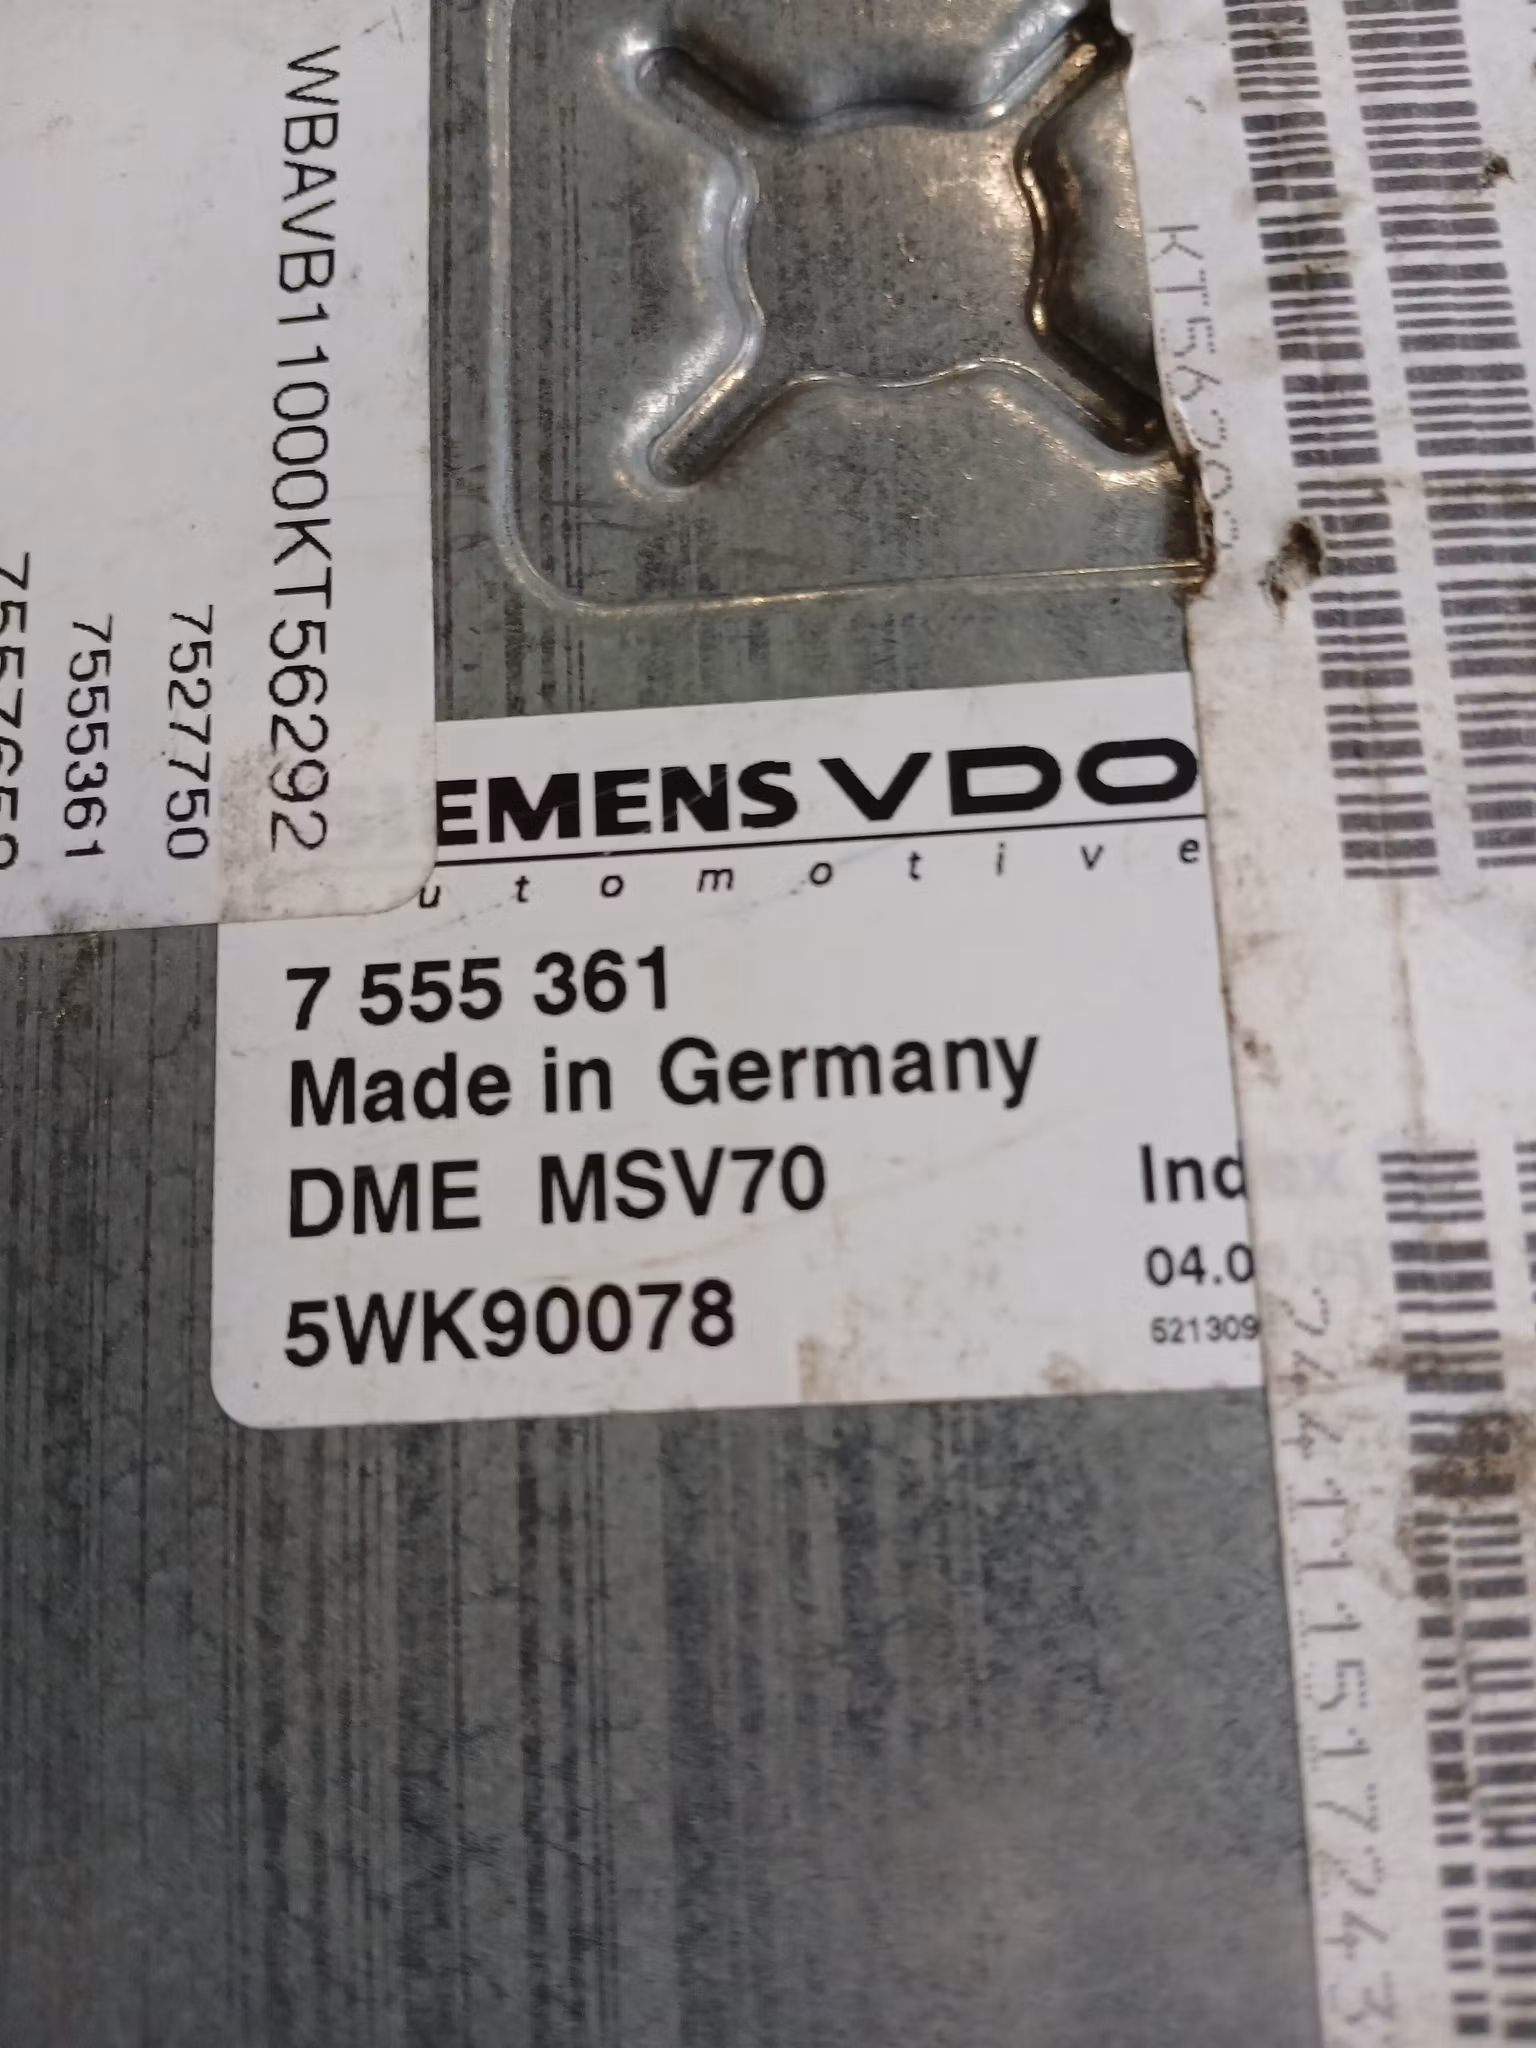 WBAVB11000KT56292
7527750
7555361
EMENS VDO
utomotive
7 555 361
Made in Germany
DME MSV70
Ind
5WK90078
04.0
521309
244111517243